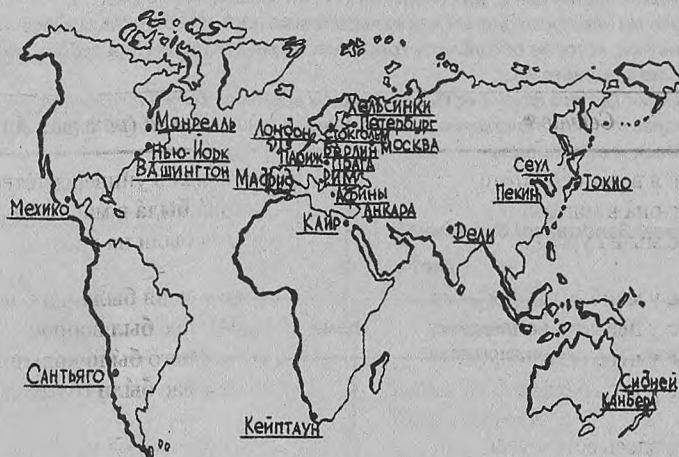 Хельсинки
Петербург
Монреалль
Лондон
Стокгольм
Нью-Йорк
Берлин
Москва
Париж
Прага
Вашингтон
Сеул
Мадрид
Рим
Токио
Пекин
Афины
Мехико
Анкара
Каир
Дели
Сантьяго
Сидней
Канбера
Кейптаун